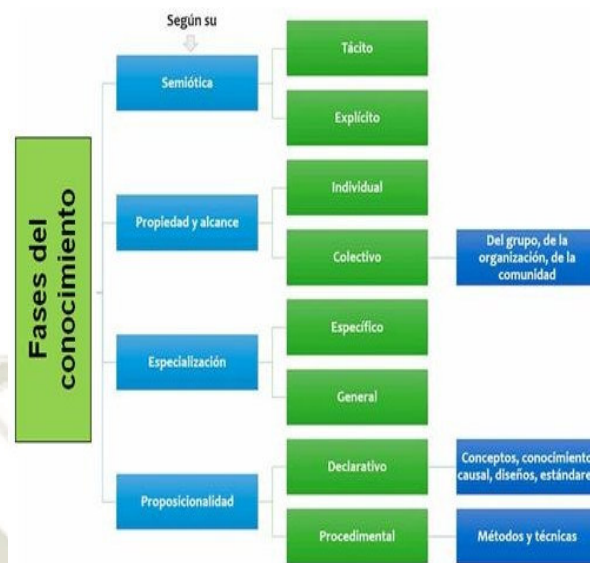 Según su
Fases del
conocimiento
Semiótica
Tácito
Explícito
Propiedad y alcance
Individual
Colectivo
Del grupo, de la
organización, de la
comunidad
Especialización
Específico
General
Proposicionalidad
Declarativo
Conceptos, conocimiento
causal, diseños, estándare
Procedimental
Métodos y técnicas